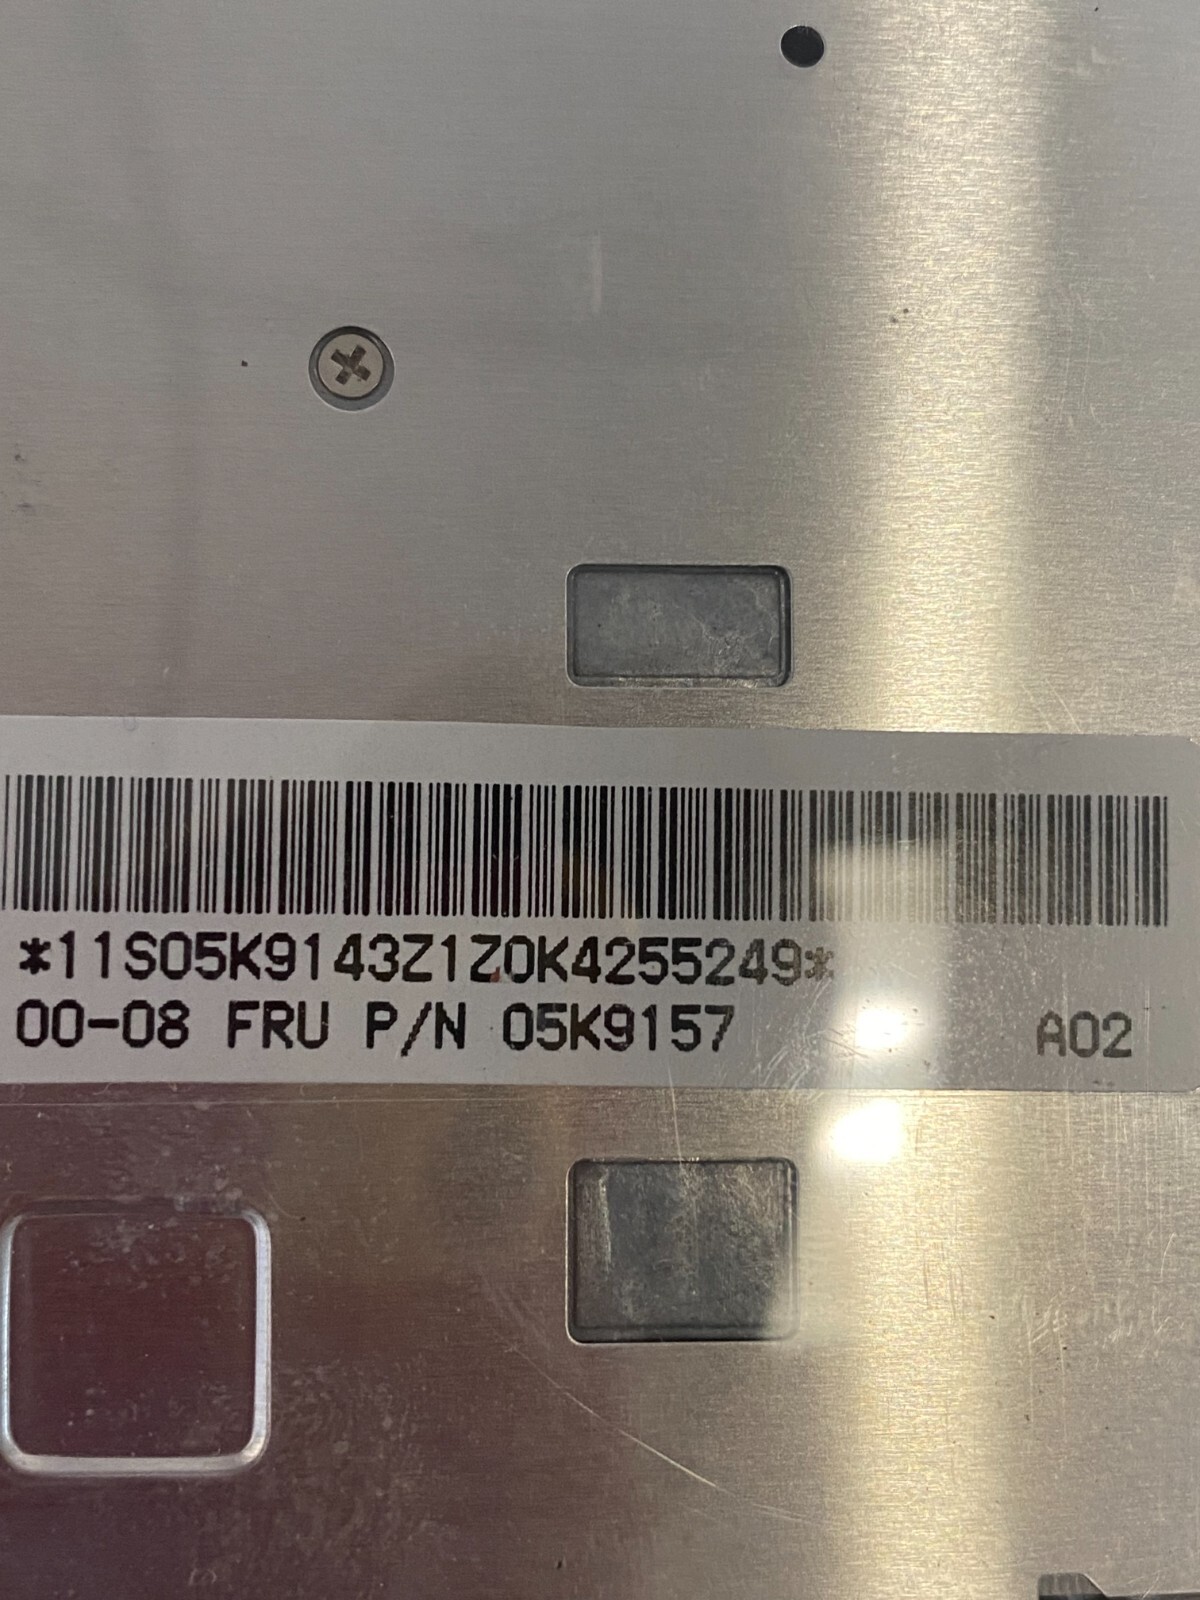 *11S05K9143Z1Z0K4255249*
00-08 FRU P/N 05K9157 A02